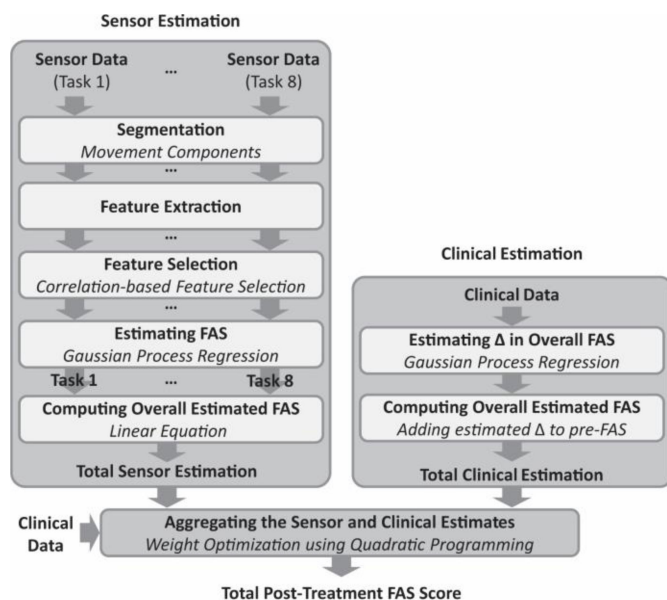 Sensor Estimation
Sensor Data
(Task 1)
...
Sensor Data
(Task 8)
Segmentation
Movement Components
...
Feature Extraction
...
Feature Selection
Correlation-based Feature Selection
...
Estimating FAS
Gaussian Process Regression
Task 1
...
Task 8
Computing Overall Estimated FAS
Linear Equation
Total Sensor Estimation
Clinical Estimation
Clinical Data
Estimating Δ in Overall FAS
Gaussian Process Regression
Computing Overall Estimated FAS
Adding estimated Δ to pre-FAS
Total Clinical Estimation
Clinical
Data
Aggregating the Sensor and Clinical Estimates
Weight Optimization using Quadratic Programming
Total Post-Treatment FAS Score